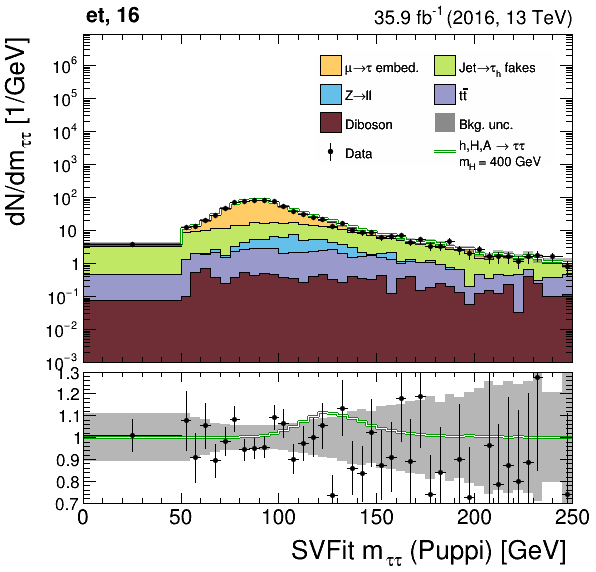 et, 16
35.9 fb⁻¹ (2016, 13 TeV)
dN/dm_ττ [1/GeV]
μ→τ embed.
Jet→τ_h fakes
Z→ll
tt̄
Diboson
Bkg. unc.
Data
h,H,A → ττ
m_H = 400 GeV
10⁶
10⁵
10⁴
10³
10²
10
1
10⁻¹
10⁻²
10⁻³
1.3
1.2
1.1
1
0.9
0.8
0.7
0 50 100 150 200 250
SVFit m_ττ (Puppi) [GeV]